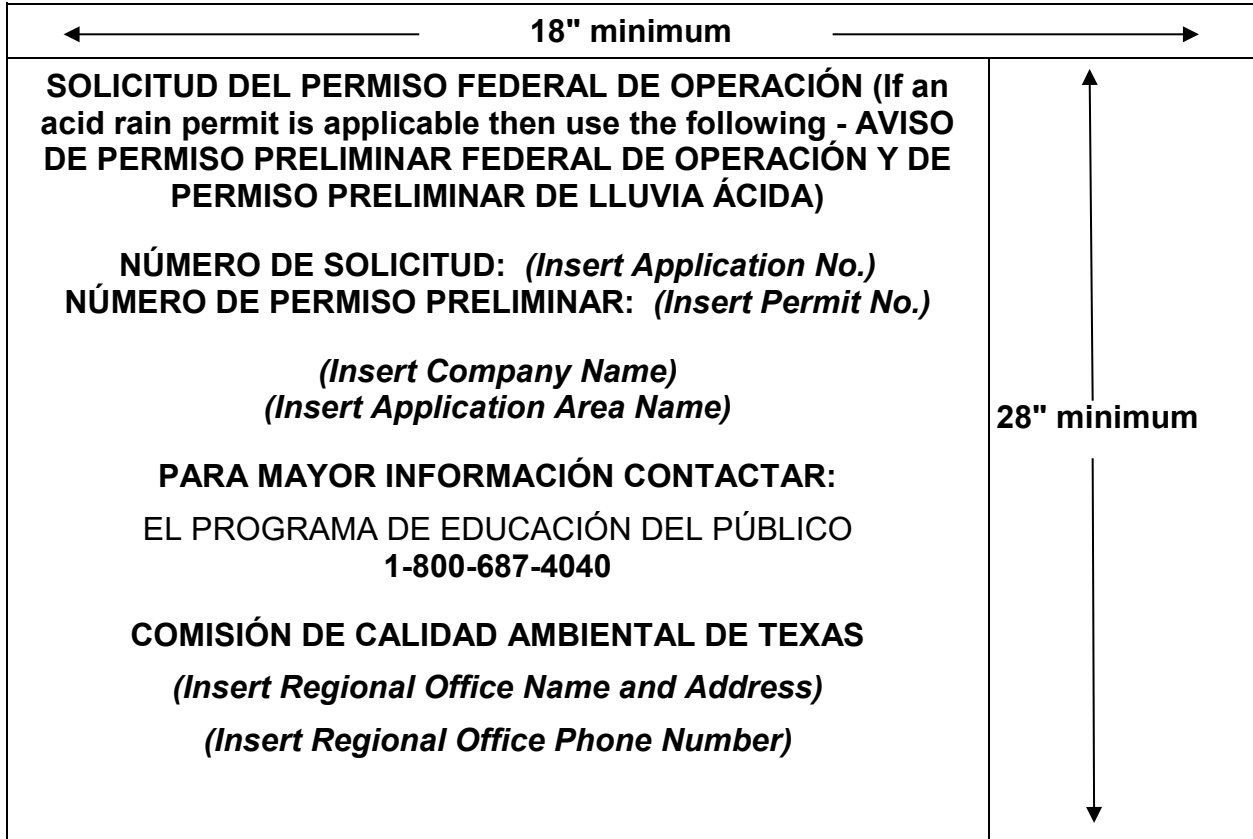 18" minimum
SOLICITUD DEL PERMISO FEDERAL DE OPERACIÓN (If an
acid rain permit is applicable then use the following - AVISO
DE PERMISO PRELIMINAR FEDERAL DE OPERACIÓN Y DE
PERMISO PRELIMINAR DE LLUVIA ÁCIDA)
NÚMERO DE SOLICITUD: (Insert Application No.)
NÚMERO DE PERMISO PRELIMINAR: (Insert Permit No.)
(Insert Company Name)
(Insert Application Area Name)
PARA MAYOR INFORMACIÓN CONTACTAR:
EL PROGRAMA DE EDUCACIÓN DEL PÚBLICO
1-800-687-4040
COMISIÓN DE CALIDAD AMBIENTAL DE TEXAS
(Insert Regional Office Name and Address)
(Insert Regional Office Phone Number)
28" minimum